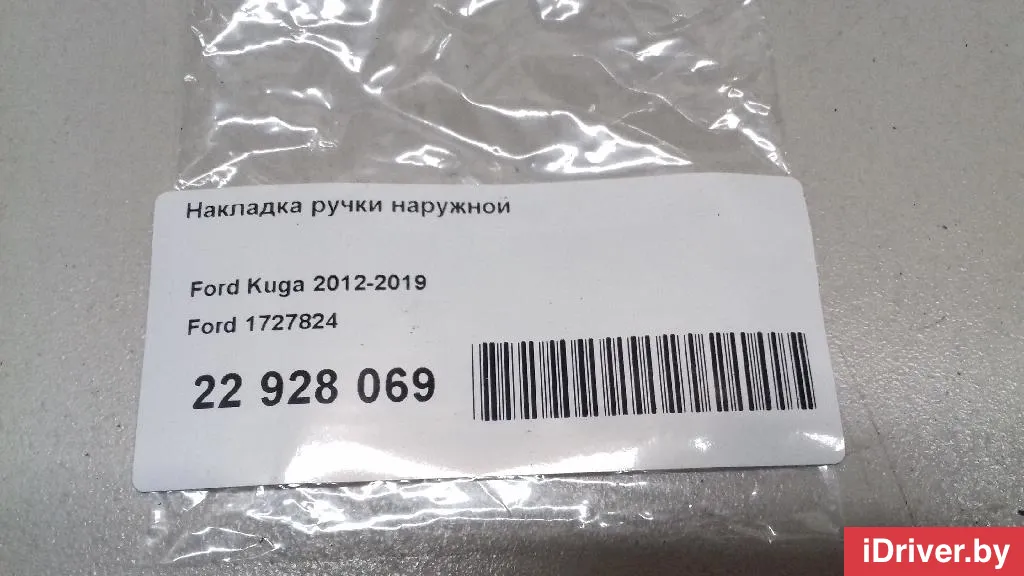 Накладка ручки наружной
Ford Kuga 2012-2019
Ford 1727824
22 928 069
iDriver.by